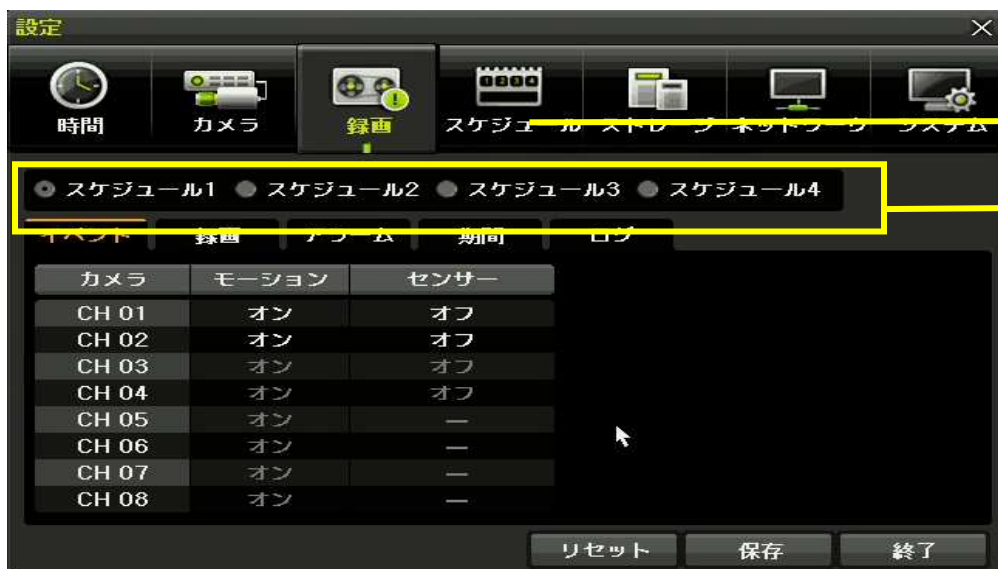 設定
時間 カメラ 録画 スケジュール ストレージ ネットワーク システム
スケジュール1 スケジュール2 スケジュール3 スケジュール4
イベント 録画 アラーム 期間 ログ
カメラ モーション センサー
CH 01 オン オフ
CH 02 オン オフ
CH 03 オン オフ
CH 04 オン オフ
CH 05 オン —
CH 06 オン —
CH 07 オン —
CH 08 オン —
リセット 保存 終了